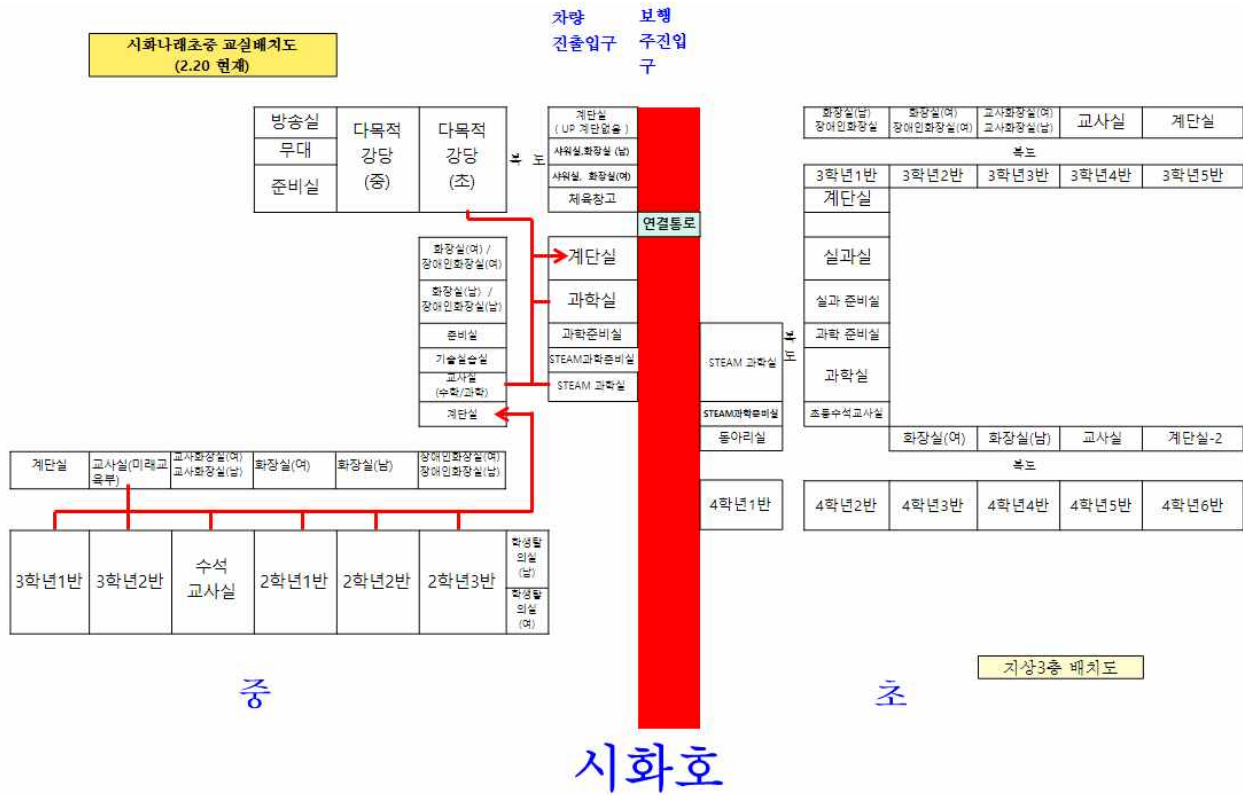 시화나래초중 교실배치도
(2.20 현재)
차량
진출입구
보행
주진입
구
방송실
무대
준비실
다목적
강당
(중)
다목적
강당
(초)
복 도
계단실
( UP 계단없음 )
샤워실,화장실 (남)
샤워실, 화장실(여)
체육창고
연결통로
화장실(남)
장애인화장실
화장실(여)
장애인화장실(여)
교사화장실(여)
교사화장실(남)
교사실
계단실
복도
3학년1반
3학년2반
3학년3반
3학년4반
3학년5반
계단실
실과실
실과 준비실
과학 준비실
과학실
초등수석교사실
화장실(여) /
장애인화장실(여)
화장실(남) /
장애인화장실(남)
준비실
기술실습실
교사실
(수학/과학)
계단실
계단실
과학실
과학준비실
STEAM과학준비실
STEAM 과학실
STEAM 과학실
복
도
STEAM과학준비실
동아리실
화장실(여)
화장실(남)
교사실
계단실-2
복도
4학년1반
4학년2반
4학년3반
4학년4반
4학년5반
4학년6반
계단실
교사실(미래교
육부)
교사화장실(여)
교사화장실(남)
화장실(여)
화장실(남)
장애인화장실(여)
장애인화장실(남)
3학년1반
3학년2반
수석
교사실
2학년1반
2학년2반
2학년3반
학생탈
의실
(남)
학생탈
의실
(여)
지상3층 배치도
중
초
시화호